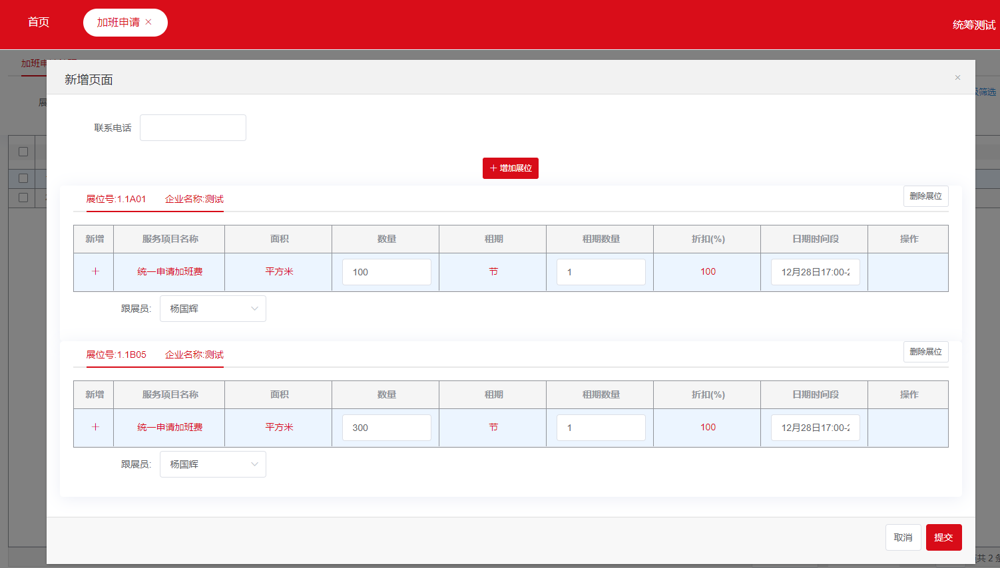 首页
加班申请 ×
统筹测试
加班申
新增页面
×
展
筛选
联系电话
+ 增加展位
展位号:1.1A01 企业名称:测试
删除展位
新增 服务项目名称 面积 数量 租期 租期数量 折扣(%) 日期时间段 操作
+ 统一申请加班费 平方米 100 节 1 100 12月28日17:00-2
跟展员: 杨国辉
展位号:1.1B05 企业名称:测试
删除展位
新增 服务项目名称 面积 数量 租期 租期数量 折扣(%) 日期时间段 操作
+ 统一申请加班费 平方米 300 节 1 100 12月28日17:00-2
跟展员: 杨国辉
取消 提交
共 2 条